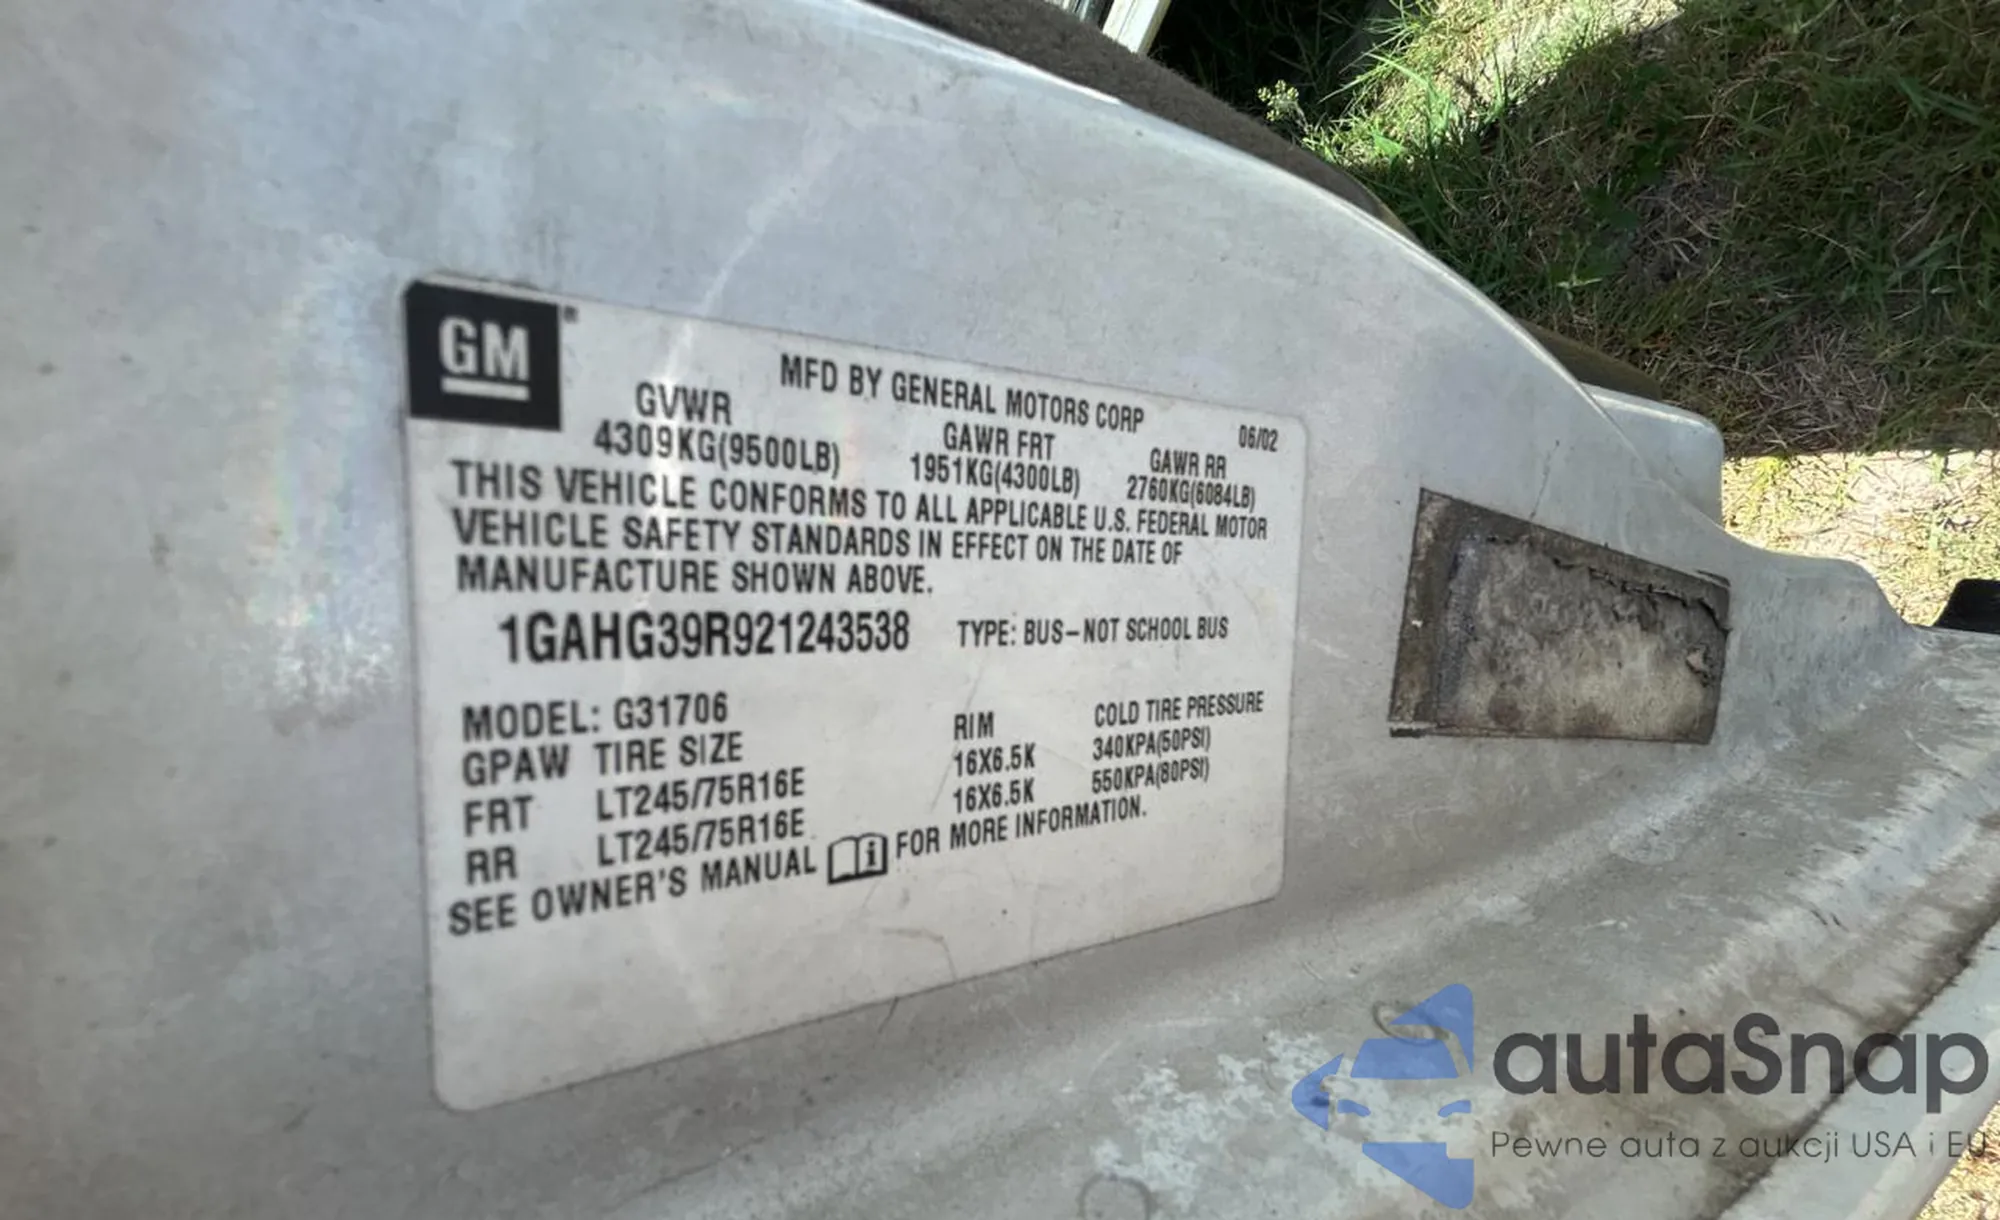 GM
MFD BY GENERAL MOTORS CORP
06/02
GVWR GAWR FRT GAWR RR
4309KG(9500LB) 1951KG(4300LB) 2760KG(6084LB)
THIS VEHICLE CONFORMS TO ALL APPLICABLE U.S. FEDERAL MOTOR
VEHICLE SAFETY STANDARDS IN EFFECT ON THE DATE OF
MANUFACTURE SHOWN ABOVE.
1GAHG39R921243538 TYPE: BUS-NOT SCHOOL BUS
MODEL: G31706
GPAW TIRE SIZE RIM COLD TIRE PRESSURE
FRT LT245/75R16E 16X6.5K 340KPA(50PSI)
RR LT245/75R16E 16X6.5K 550KPA(80PSI)
SEE OWNER'S MANUAL FOR MORE INFORMATION.
autaSnap
Pewne auta z aukcji USA i EU